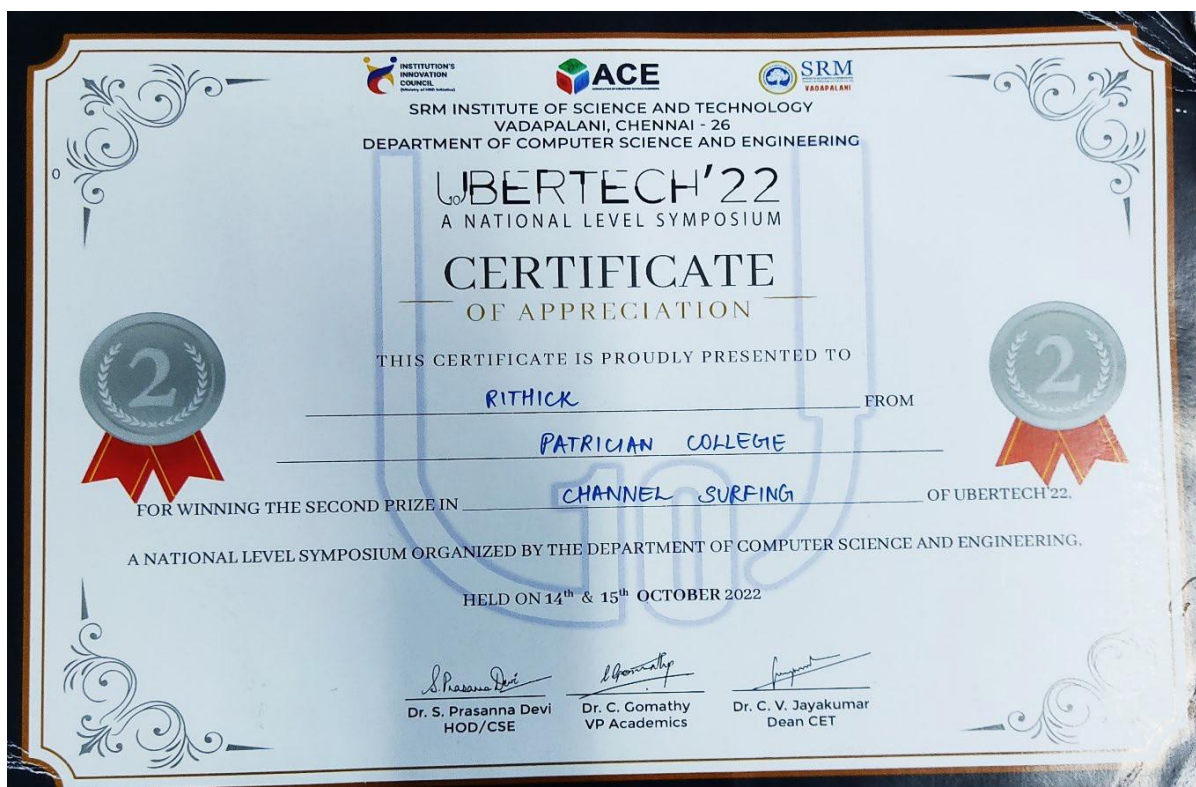 INSTITUTION'S
INNOVATION
COUNCIL
(Ministry of HRD Initiative)
ACE
SRM
VADAPALANI
SRM INSTITUTE OF SCIENCE AND TECHNOLOGY
VADAPALANI, CHENNAI - 26
DEPARTMENT OF COMPUTER SCIENCE AND ENGINEERING
UBERTECH'22
A NATIONAL LEVEL SYMPOSIUM
CERTIFICATE
OF APPRECIATION
2
2
THIS CERTIFICATE IS PROUDLY PRESENTED TO
RITHICK FROM
PATRICIAN COLLEGE
FOR WINNING THE SECOND PRIZE IN CHANNEL SURFING OF UBERTECH'22,
A NATIONAL LEVEL SYMPOSIUM ORGANIZED BY THE DEPARTMENT OF COMPUTER SCIENCE AND ENGINEERING,
HELD ON 14th & 15th OCTOBER 2022
S. Prasanna Devi
Dr. S. Prasanna Devi Dr. C. Gomathy Dr. C. V. Jayakumar
HOD/CSE VP Academics Dean CET